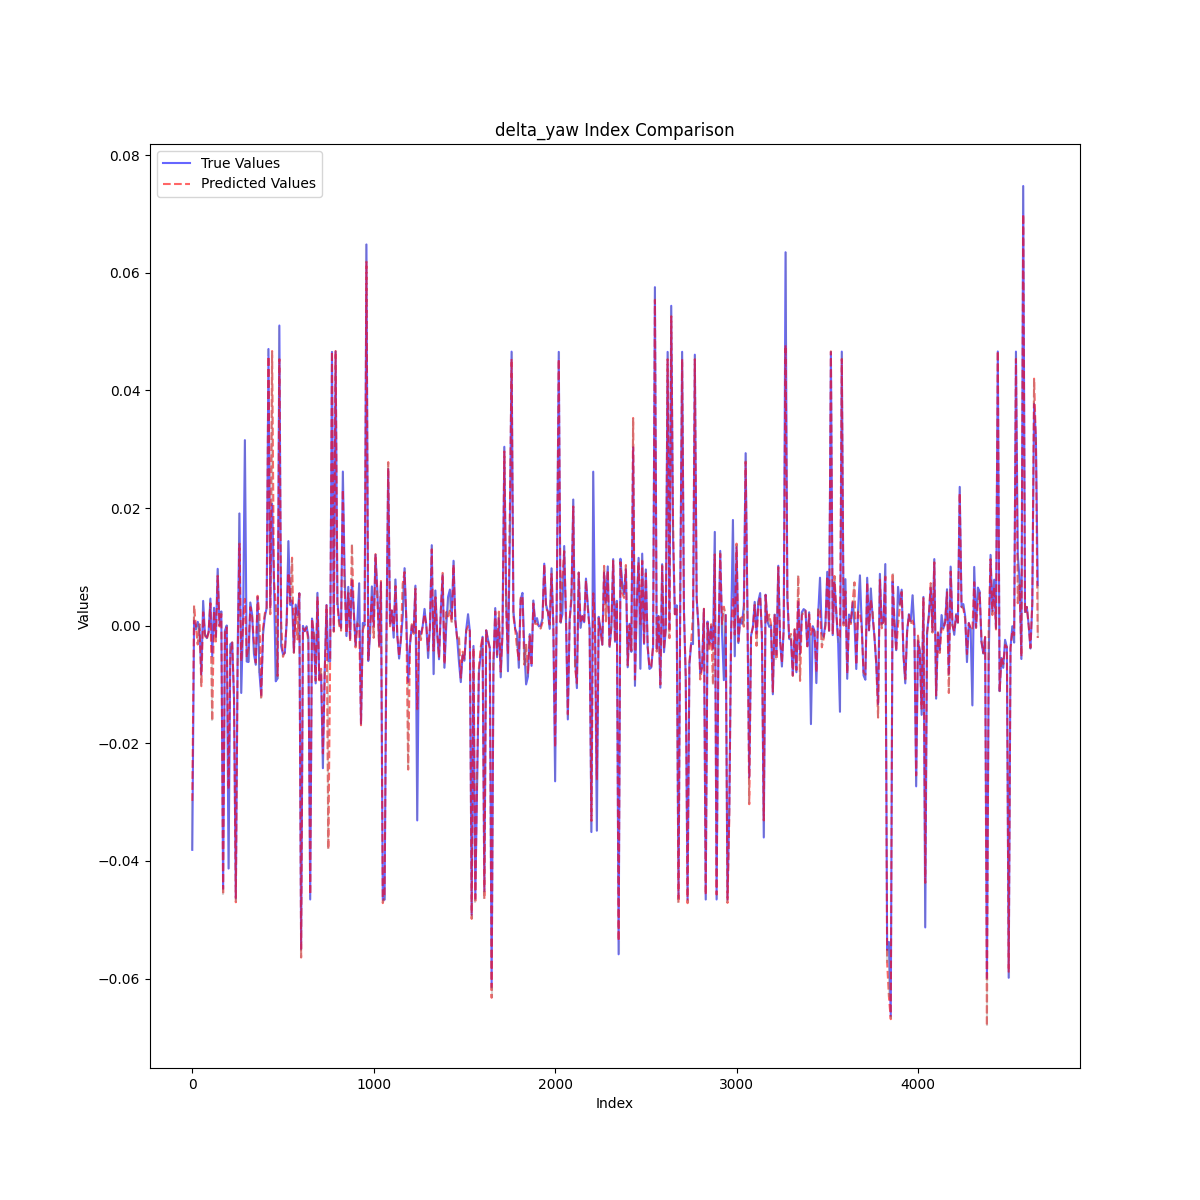 delta_yaw Index Comparison
True Values
Predicted Values
0.08
0.06
0.04
0.02
0.00
−0.02
−0.04
−0.06
Values
0
1000
2000
3000
4000
Index